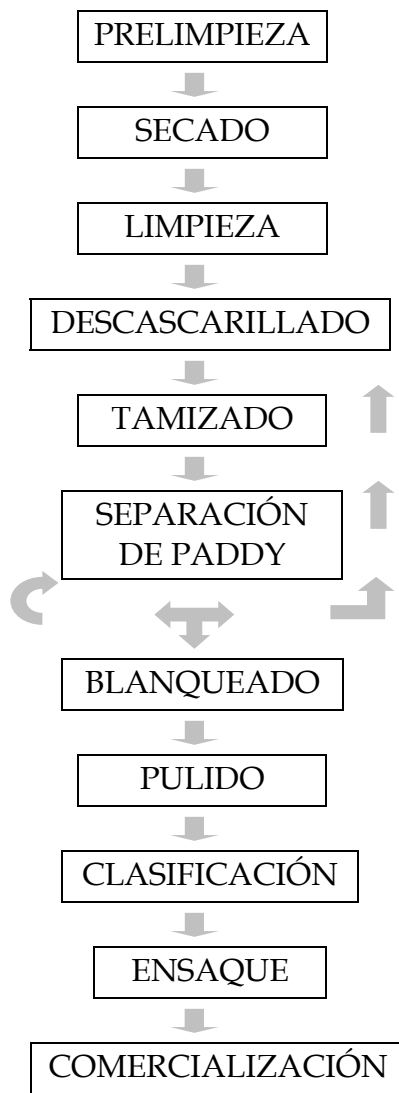 PRELIMPIEZA
SECADO
LIMPIEZA
DESCASCARILLADO
TAMIZADO
SEPARACIÓN
DE PADDY
BLANQUEADO
PULIDO
CLASIFICACIÓN
ENSAQUE
COMERCIALIZACIÓN